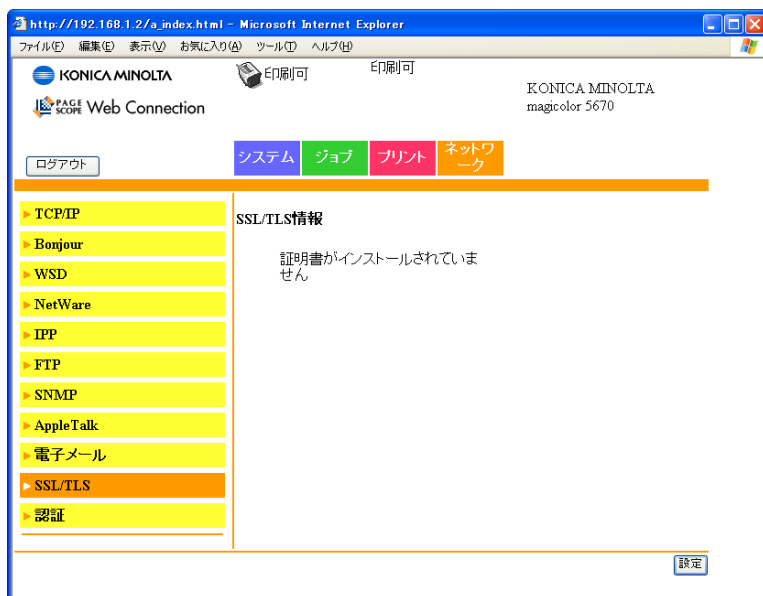 http://192.168.1.2/a_index.html - Microsoft Internet Explorer
ファイル(F) 編集(E) 表示(V) お気に入り(A) ツール(T) ヘルプ(H)
KONICA MINOLTA
PAGE SCOPE Web Connection
印刷可
印刷可
KONICA MINOLTA
magicolor 5670
ログアウト
システム
ジョブ
プリント
ネットワ
ーク
TCP/IP
Bonjour
WSD
NetWare
IPP
FTP
SNMP
AppleTalk
電子メール
SSL/TLS
認証
SSL/TLS情報
証明書がインストールされていま
せん
設定